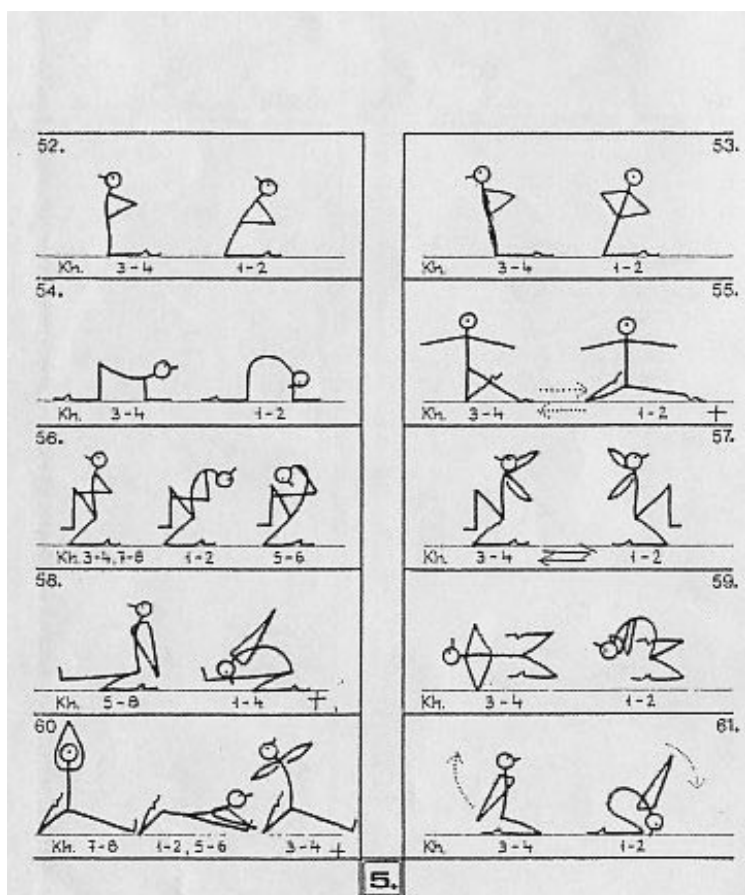 52.
Kh. 3-4 1-2
53.
Kh. 3-4 1-2
54.
Kh. 3-4 1-2
55.
Kh. 3-4 1-2 +
56.
Kh. 3-4, 7-8 1-2 5-6
57.
Kh. 3-4 1-2
58.
Kh. 5-8 1-4 +
59.
Kh. 3-4 1-2
60
Kh. 7-8 1-2, 5-6 3-4 +
61.
Kh. 3-4 1-2
5.